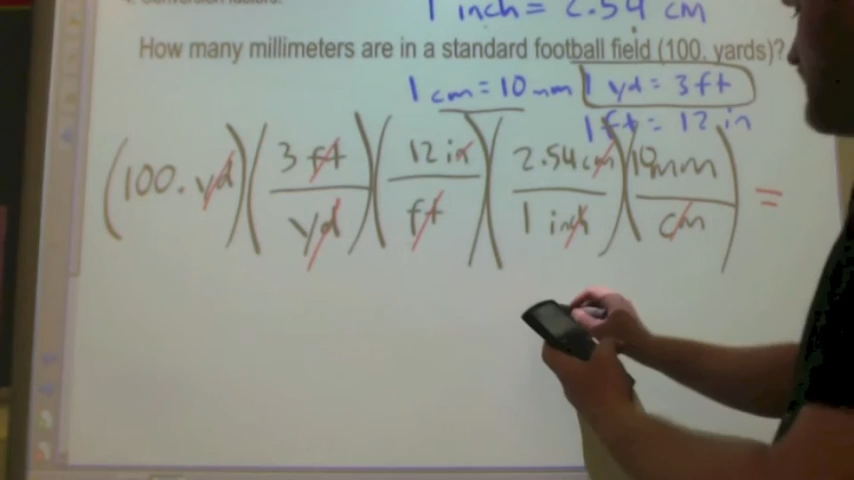 1 inch = 2.54 cm
How many millimeters are in a standard football field (100. yards)?
1 cm = 10 mm 1 yd = 3 ft
1 ft = 12 in
(100. yd)(3 ft/yd)(12 in/ft)(2.54 cm/1 inch)(10mm/cm) =